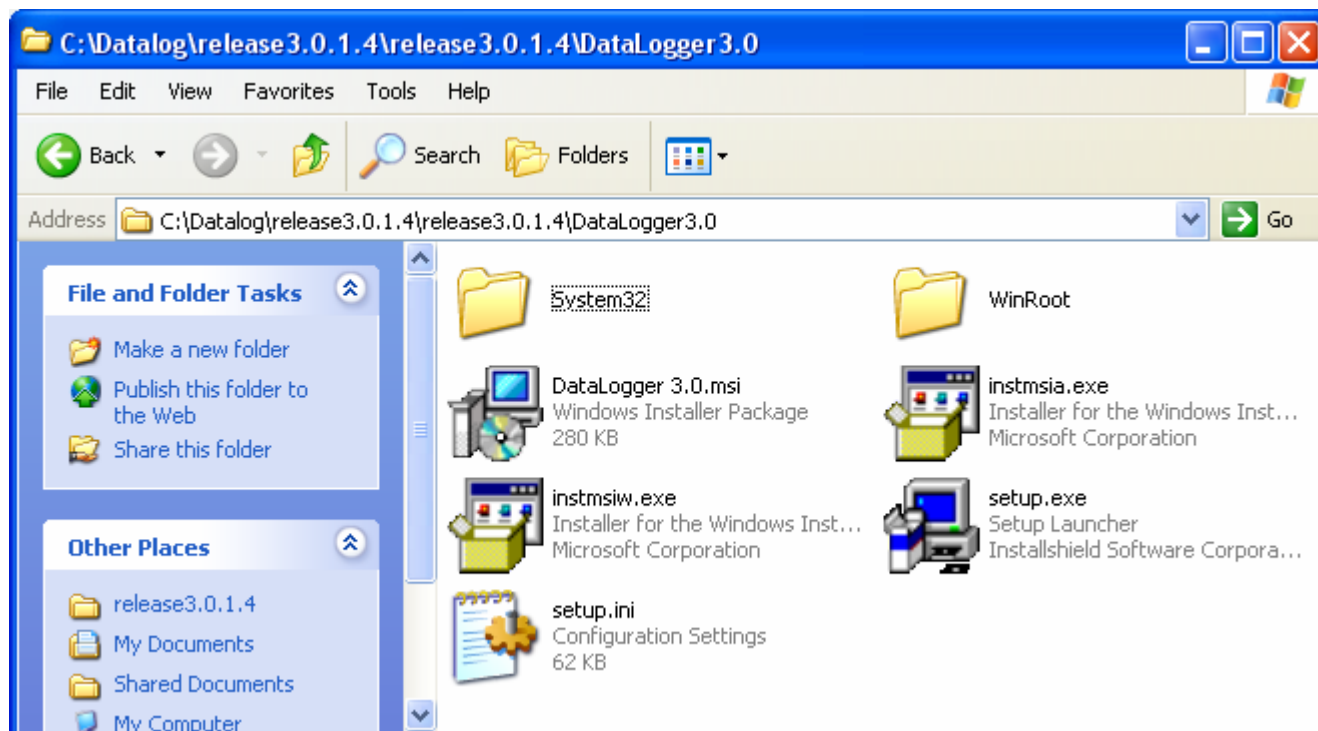 C:\Datalog\release3.0.1.4\release3.0.1.4\DataLogger3.0
File Edit View Favorites Tools Help
Back Search Folders
Address C:\Datalog\release3.0.1.4\release3.0.1.4\DataLogger3.0 Go
File and Folder Tasks
Make a new folder
Publish this folder to
the Web
Share this folder
Other Places
release3.0.1.4
My Documents
Shared Documents
My Computer
System32
WinRoot
DataLogger 3.0.msi
Windows Installer Package
280 KB
instmsia.exe
Installer for the Windows Inst...
Microsoft Corporation
instmsiw.exe
Installer for the Windows Inst...
Microsoft Corporation
setup.exe
Setup Launcher
Installshield Software Corpora...
setup.ini
Configuration Settings
62 KB